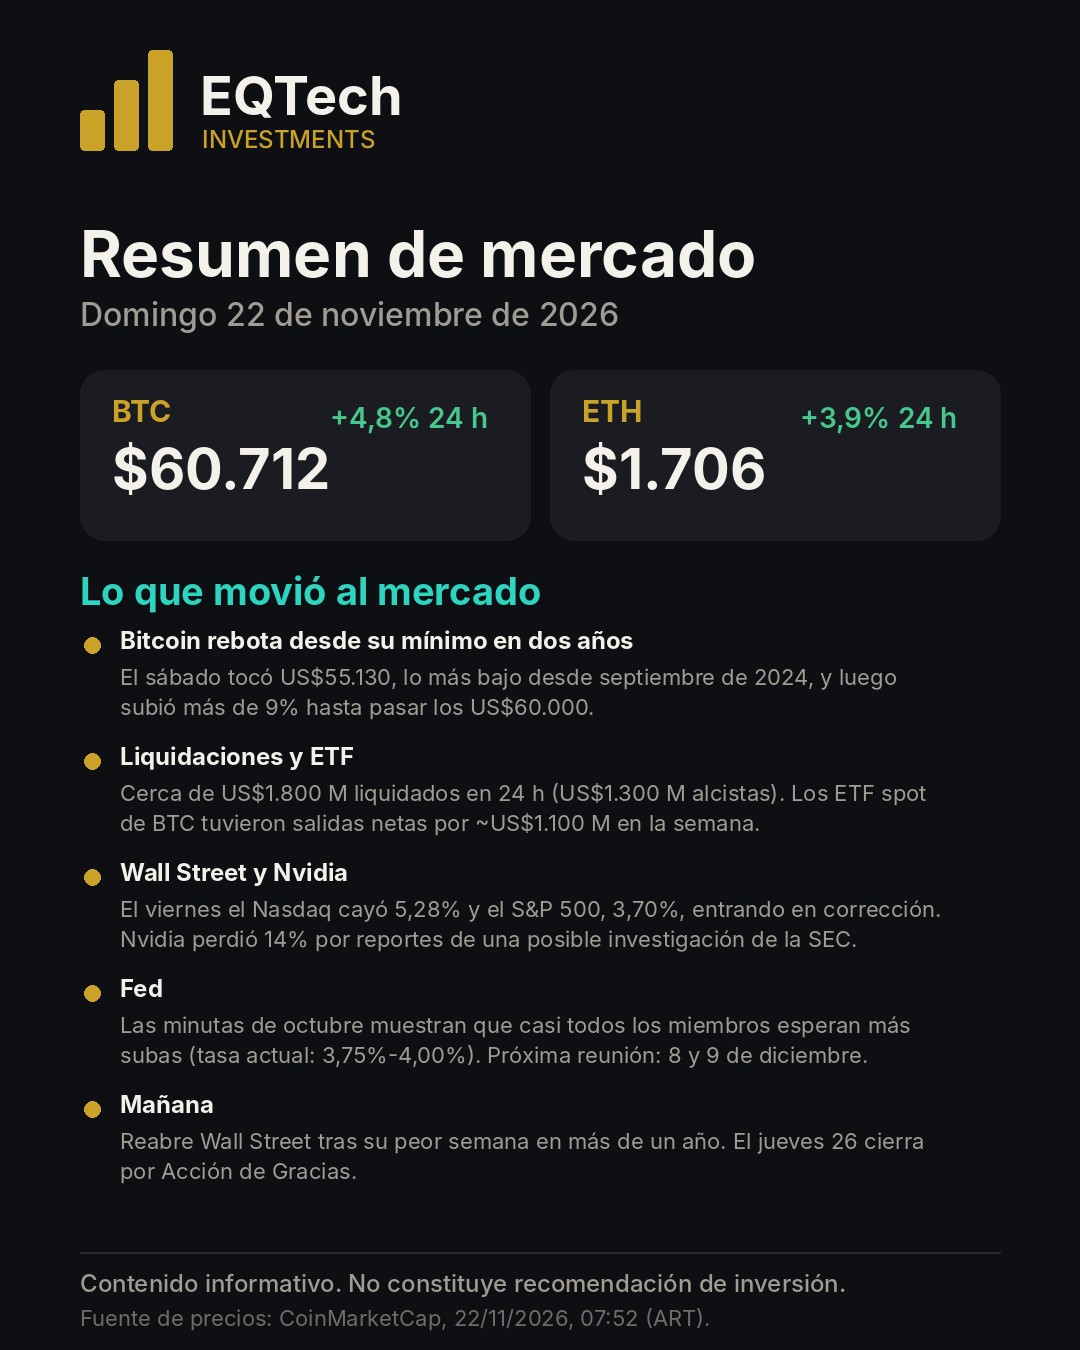 EQTech
INVESTMENTS
Resumen de mercado
Domingo 22 de noviembre de 2026
BTC
+4,8% 24 h
$60.712
ETH
+3,9% 24 h
$1.706
Lo que movió al mercado
Bitcoin rebota desde su mínimo en dos años
El sábado tocó US$55.130, lo más bajo desde septiembre de 2024, y luego
subió más de 9% hasta pasar los US$60.000.
Liquidaciones y ETF
Cerca de US$1.800 M liquidados en 24 h (US$1.300 M alcistas). Los ETF spot
de BTC tuvieron salidas netas por ~US$1.100 M en la semana.
Wall Street y Nvidia
El viernes el Nasdaq cayó 5,28% y el S&P 500, 3,70%, entrando en corrección.
Nvidia perdió 14% por reportes de una posible investigación de la SEC.
Fed
Las minutas de octubre muestran que casi todos los miembros esperan más
subas (tasa actual: 3,75%-4,00%). Próxima reunión: 8 y 9 de diciembre.
Mañana
Reabre Wall Street tras su peor semana en más de un año. El jueves 26 cierra
por Acción de Gracias.
Contenido informativo. No constituye recomendación de inversión.
Fuente de precios: CoinMarketCap, 22/11/2026, 07:52 (ART).